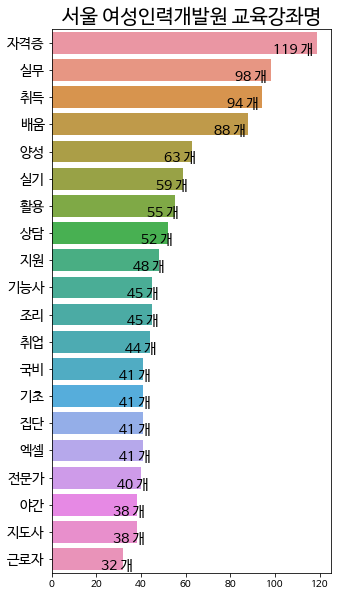 서울 여성인력개발원 교육강좌명
자격증 119 개
실무 98 개
취득 94 개
배움 88 개
양성 63 개
실기 59 개
활용 55 개
상담 52 개
지원 48 개
기능사 45 개
조리 45 개
취업 44 개
국비 41 개
기초 41 개
집단 41 개
엑셀 41 개
전문가 40 개
야간 38 개
지도사 38 개
근로자 32 개
0 20 40 60 80 100 120